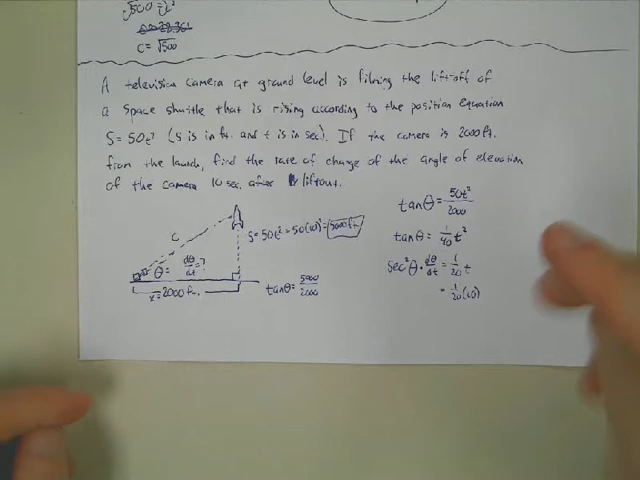 √500 = c²
C = √500
A television camera at ground level is filming the lift-off of
a space shuttle that is rising according to the position equation
S = 50t² (s is in ft. and t is in sec). If the camera is 2000 ft.
from the launch, find the rate of change of the angle of elevation
of the camera 10 sec. after liftout.
C
S = 50t² = 50(10)² = 5000 ft.
θ = dθ/dt = ?
x = 2000 ft.
tanθ = 5000/2000
tanθ = 50t²/2000
tanθ = 1/40 t²
sec²θ · dθ/dt = 1/20 t
= 1/20 (10)